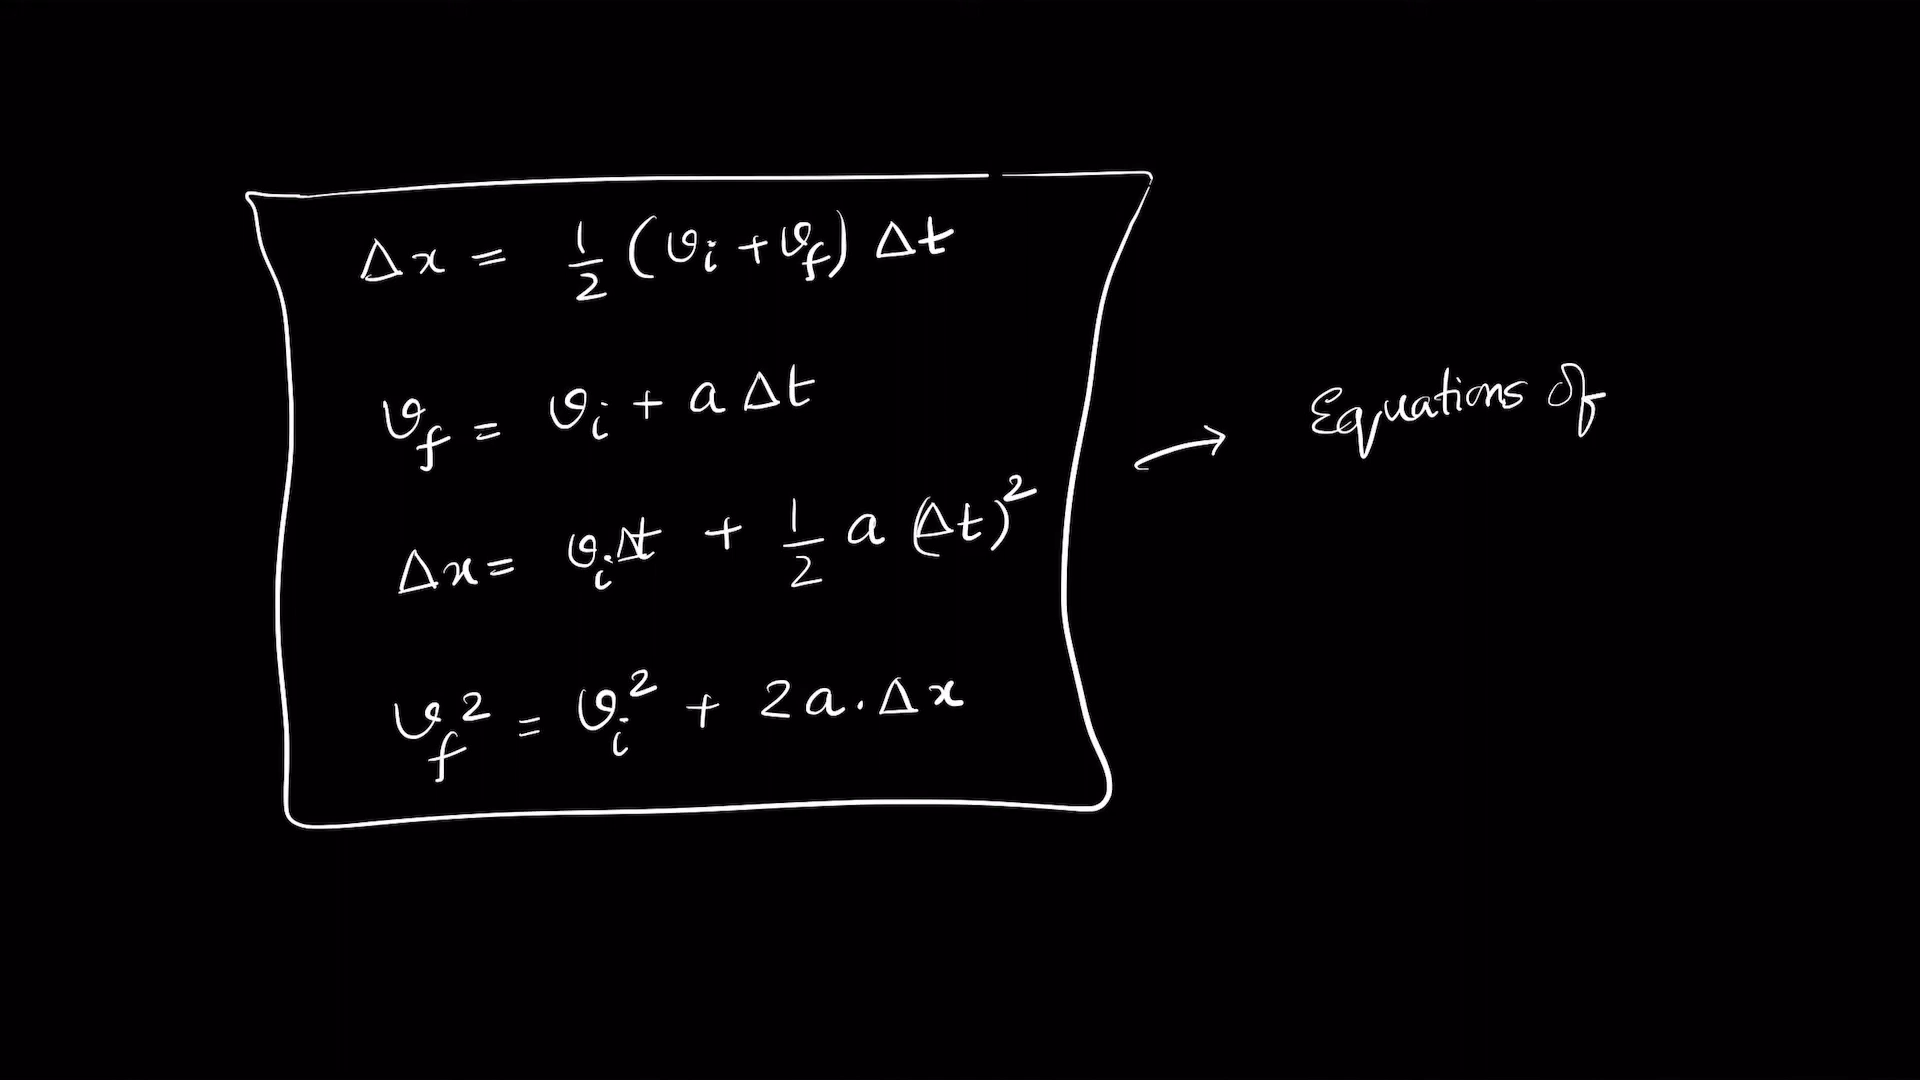 Δx = 1/2 (vᵢ + v_f) Δt
v_f = vᵢ + a Δt
Δx = vᵢΔt + 1/2 a (Δt)²
v_f² = vᵢ² + 2a.Δx
→ Equations of